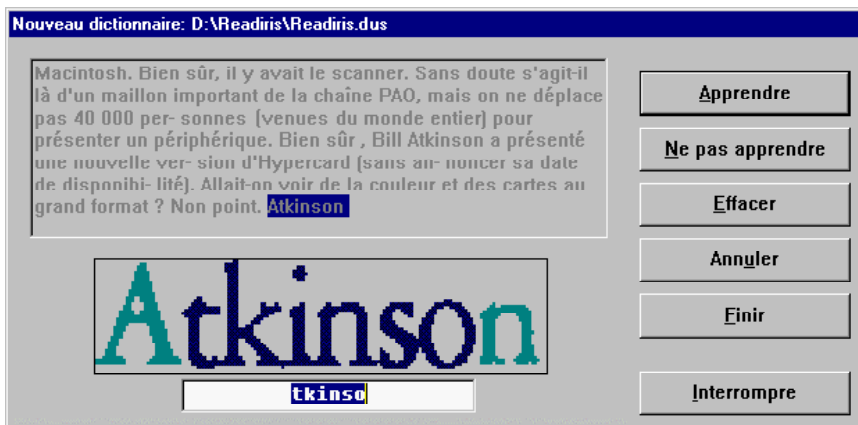 Nouveau dictionnaire: D:\Readiris\Readiris.dus
Macintosh. Bien sûr, il y avait le scanner. Sans doute s'agit-il
là d'un maillon important de la chaîne PAO, mais on ne déplace
pas 40 000 per- sonnes (venues du monde entier) pour
présenter un périphérique. Bien sûr , Bill Atkinson a présenté
une nouvelle ver- sion d'Hypercard (sans an- noncer sa date
de disponibi- lité). Allait-on voir de la couleur et des cartes au
grand format ? Non point. Atkinson
Atkinson
tkinso
Apprendre
Ne pas apprendre
Effacer
Annuler
Finir
Interrompre